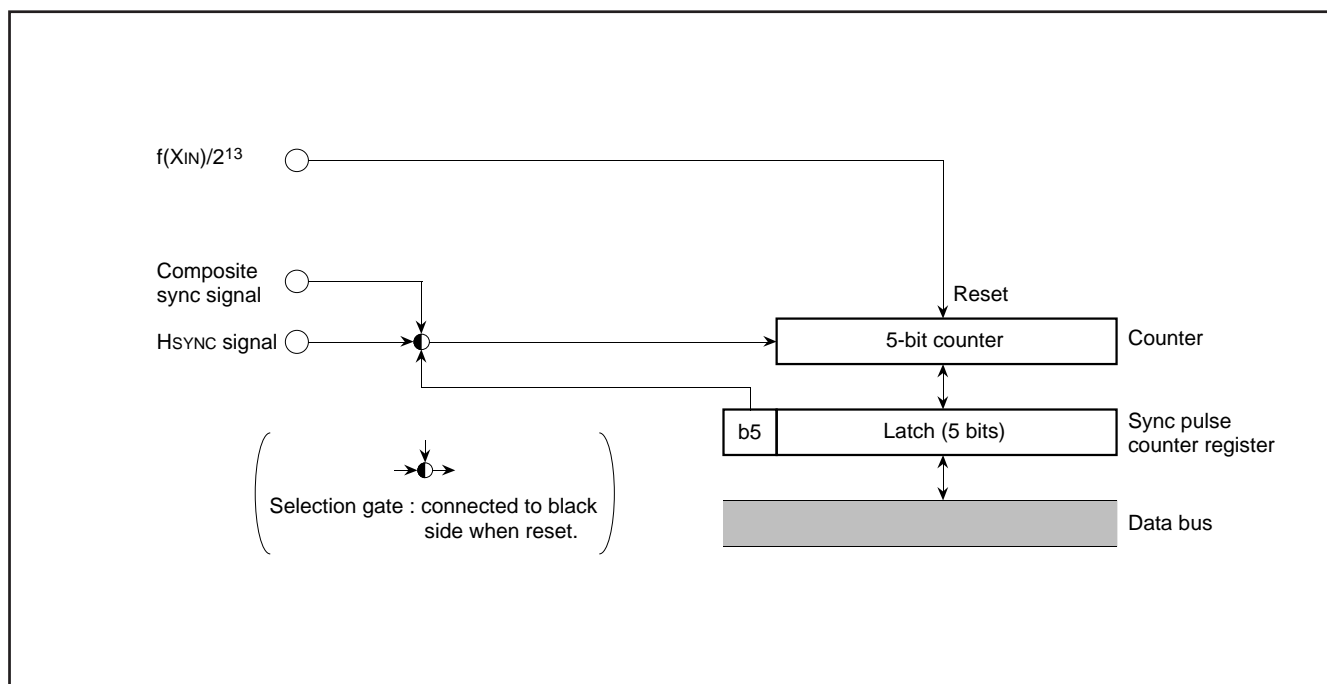 f(XIN)/2¹³
Composite
sync signal
HSYNC signal
Reset
5-bit counter
Counter
b5
Latch (5 bits)
Sync pulse
counter register
Selection gate : connected to black
side when reset.
Data bus